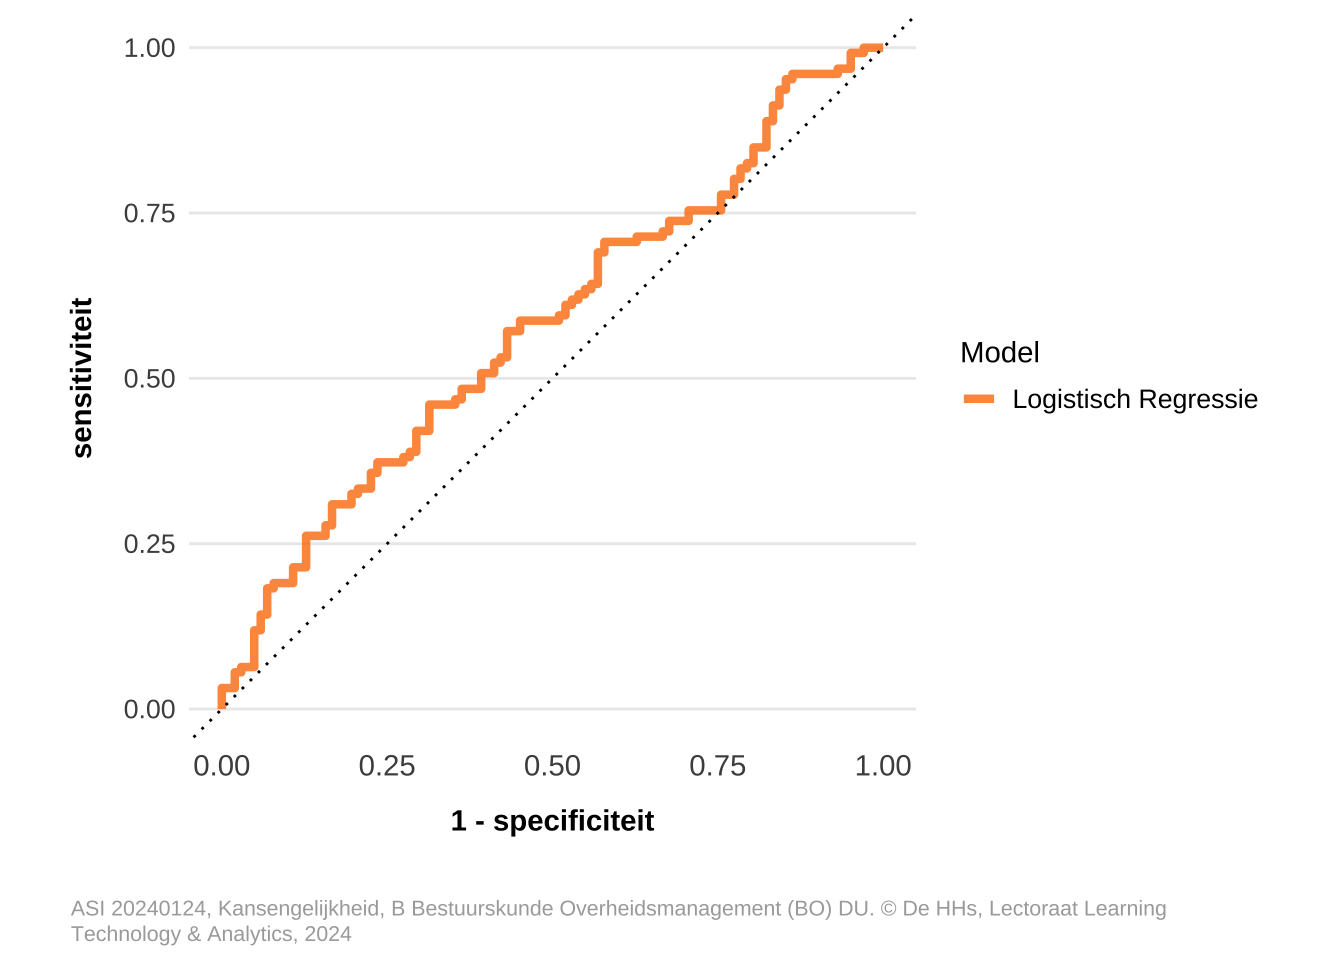 1.00
0.75
0.50
0.25
0.00
sensitiviteit
0.00 0.25 0.50 0.75 1.00
1 - specificiteit
Model
Logistisch Regressie
ASI 20240124, Kansengelijkheid, B Bestuurskunde Overheidsmanagement (BO) DU. © De HHs, Lectoraat Learning
Technology & Analytics, 2024